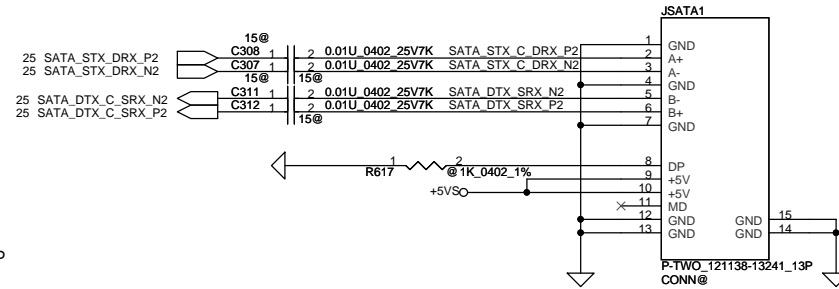 JSATA1
15@
25 SATA_STX_DRX_P2 C308 1 2 0.01U_0402_25V7K SATA_STX_C_DRX_P2 1 GND
25 SATA_STX_DRX_N2 C307 1 2 0.01U_0402_25V7K SATA_STX_C_DRX_N2 2 A+
3 A-
15@ 15@ 4 GND
25 SATA_DTX_C_SRX_N2 C311 1 2 0.01U_0402_25V7K SATA_DTX_SRX_N2 5 B-
25 SATA_DTX_C_SRX_P2 C312 1 2 0.01U_0402_25V7K SATA_DTX_SRX_P2 6 B+
15@ 7 GND
R617 1 2 @ 1K_0402_1% 8 DP
9 +5V
+5VS 10 +5V
11 MD
12 GND GND 15
13 GND GND 14
P
P-TWO_121138-13241_13P
CONN@